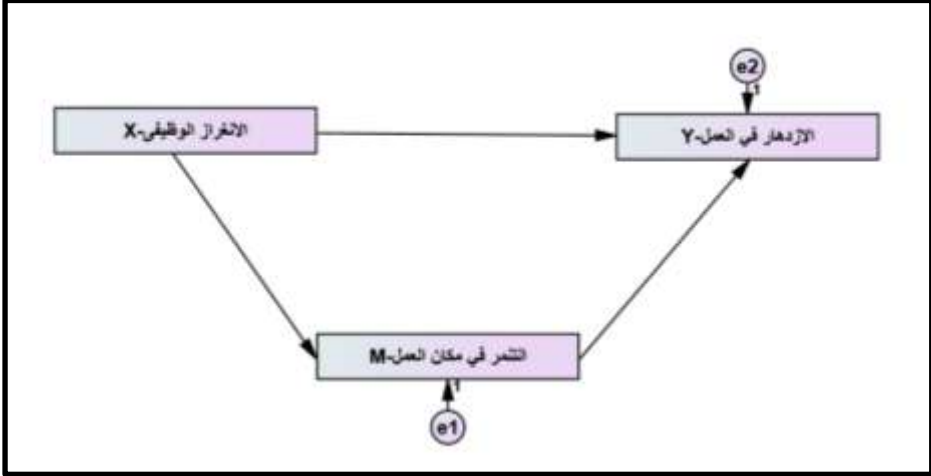 e2
1
الانغراز الوظيفي-X
الازدهار في العمل-Y
التنمر في مكان العمل-M
1
e1